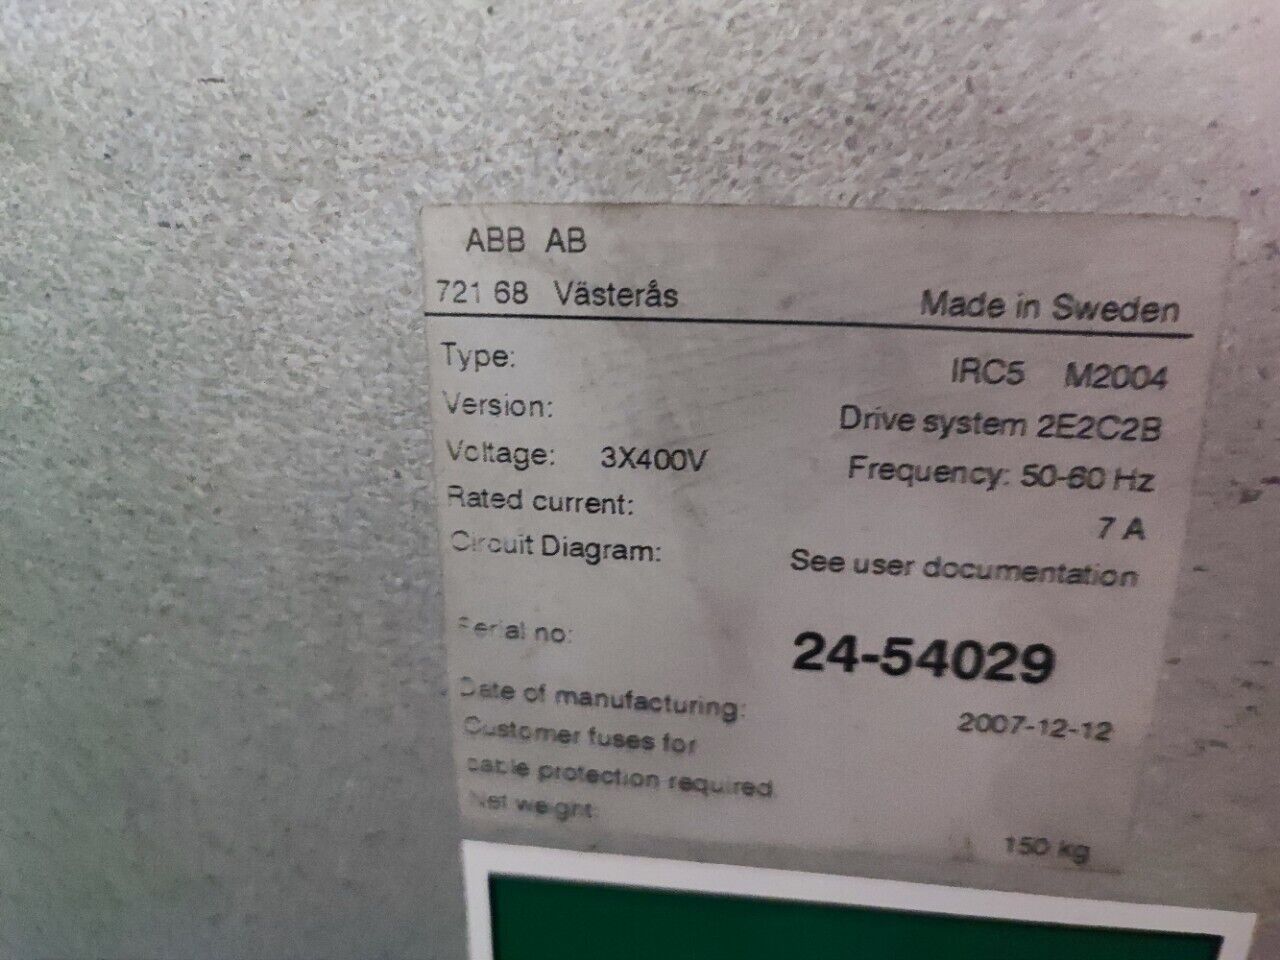 ABB AB
721 68 Västerås Made in Sweden
Type: IRC5 M2004
Version: Drive system 2E2C2B
Voltage: 3X400V Frequency: 50-60 Hz
Rated current: 7 A
Circuit Diagram: See user documentation
Serial no: 24-54029
Date of manufacturing: 2007-12-12
Customer fuses for
cable protection required
Net weight: 150 kg